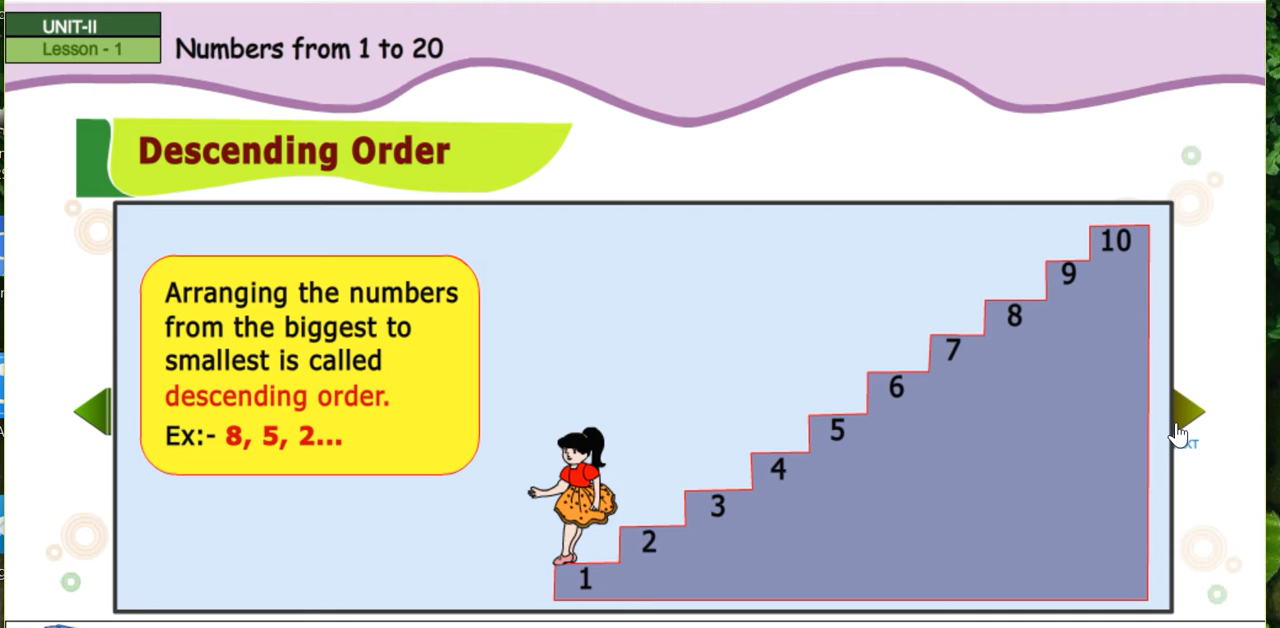 UNIT-II
Lesson - 1
Numbers from 1 to 20
Descending Order
Arranging the numbers
from the biggest to
smallest is called
descending order.
Ex:- 8, 5, 2...
10
9
8
7
6
5
4
3
2
1